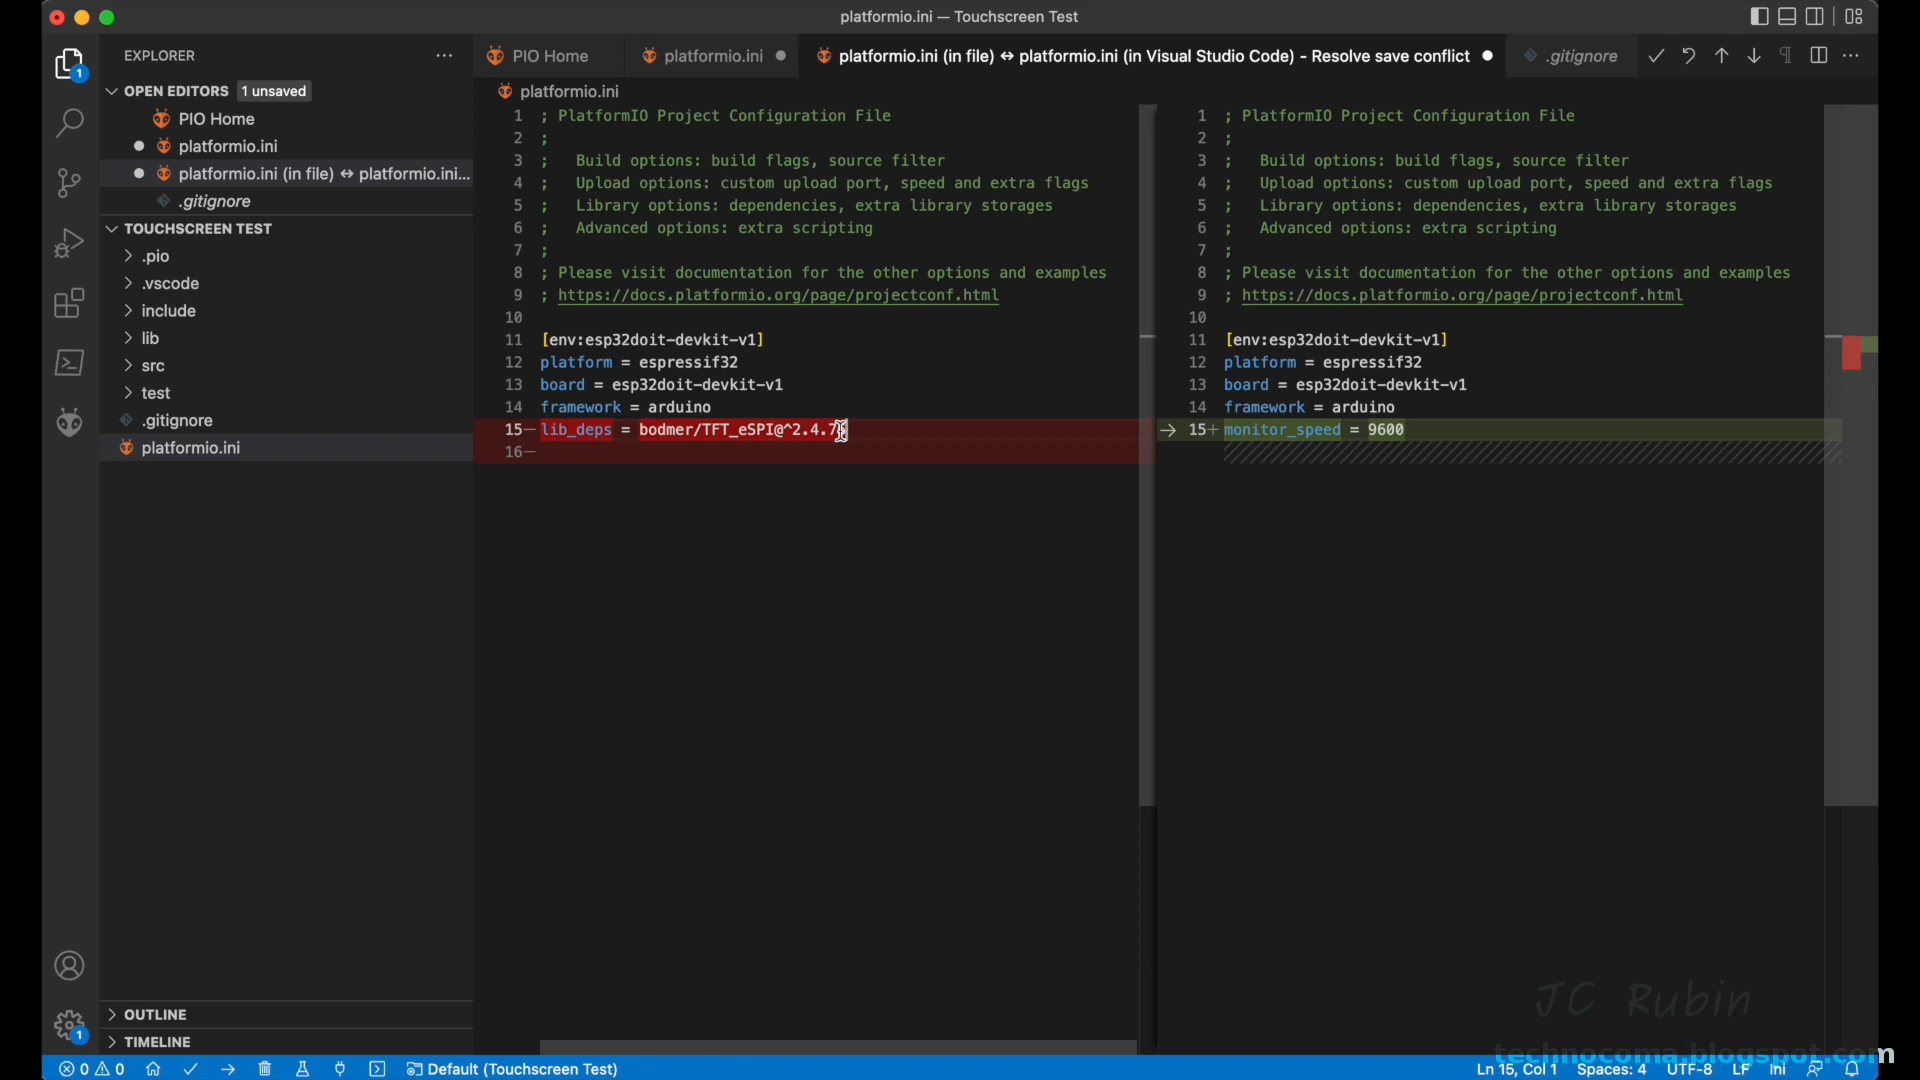 platformio.ini — Touchscreen Test
EXPLORER
OPEN EDITORS 1 unsaved
PIO Home
platformio.ini
platformio.ini (in file) ↔ platformio.ini...
.gitignore
TOUCHSCREEN TEST
.pio
.vscode
include
lib
src
test
.gitignore
platformio.ini
OUTLINE
TIMELINE
PIO Home
platformio.ini
platformio.ini (in file) ↔ platformio.ini (in Visual Studio Code) - Resolve save conflict
.gitignore
platformio.ini
1 ; PlatformIO Project Configuration File
2 ;
3 ;   Build options: build flags, source filter
4 ;   Upload options: custom upload port, speed and extra flags
5 ;   Library options: dependencies, extra library storages
6 ;   Advanced options: extra scripting
7 ;
8 ; Please visit documentation for the other options and examples
9 ; https://docs.platformio.org/page/projectconf.html
10
11 [env:esp32doit-devkit-v1]
12 platform = espressif32
13 board = esp32doit-devkit-v1
14 framework = arduino
15− lib_deps = bodmer/TFT_eSPI@^2.4.7
16−
1 ; PlatformIO Project Configuration File
2 ;
3 ;   Build options: build flags, source filter
4 ;   Upload options: custom upload port, speed and extra flags
5 ;   Library options: dependencies, extra library storages
6 ;   Advanced options: extra scripting
7 ;
8 ; Please visit documentation for the other options and examples
9 ; https://docs.platformio.org/page/projectconf.html
10
11 [env:esp32doit-devkit-v1]
12 platform = espressif32
13 board = esp32doit-devkit-v1
14 framework = arduino
15+ monitor_speed = 9600
JC Rubin
technocoma.blogspot.com
1
1
0 0
Default (Touchscreen Test)
Ln 15, Col 1
Spaces: 4
UTF-8
LF
Ini